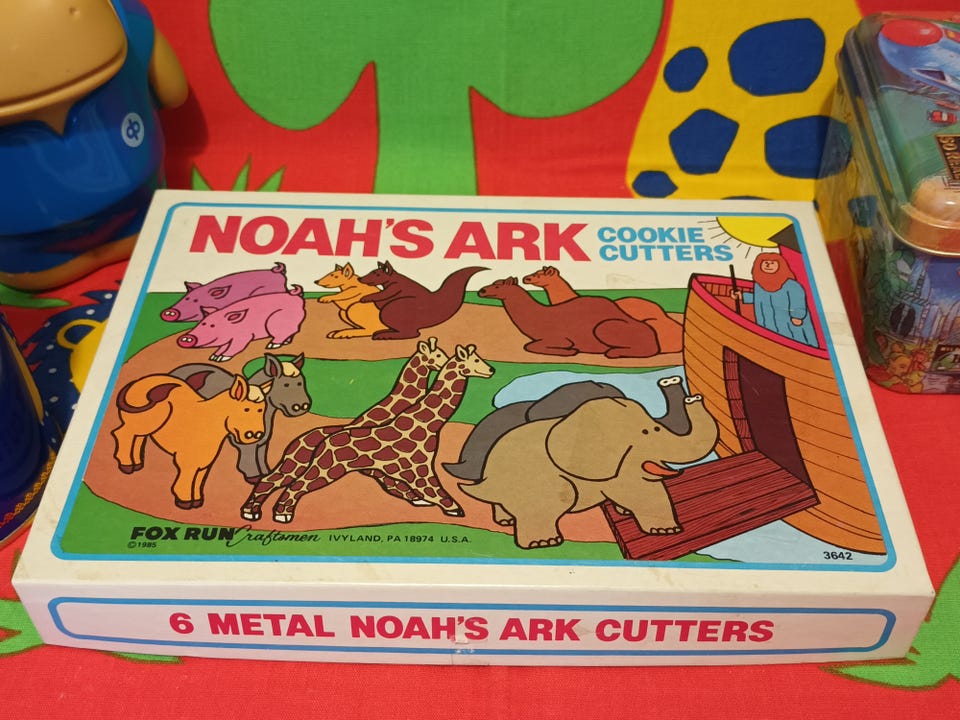 NOAH'S ARK COOKIE CUTTERS
FOX RUN Craftsmen IVYLAND, PA 18974 U.S.A.
©1985
3642
6 METAL NOAH'S ARK CUTTERS